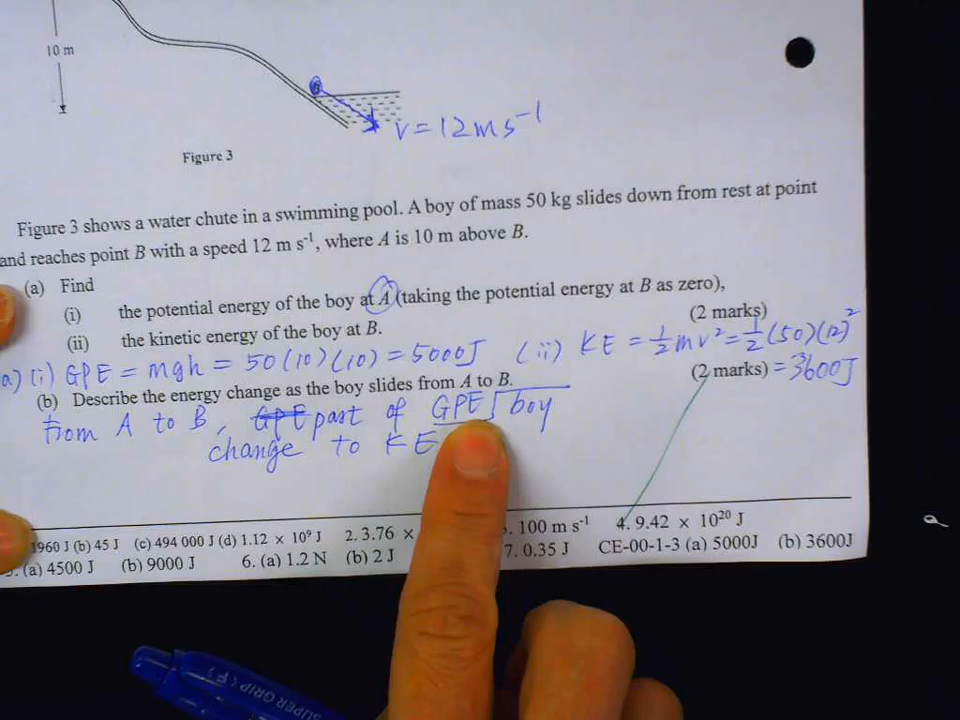 10 m
v = 12 m s⁻¹
Figure 3
Figure 3 shows a water chute in a swimming pool. A boy of mass 50 kg slides down from rest at point
and reaches point B with a speed 12 m s⁻¹, where A is 10 m above B.
(a) Find
(i) the potential energy of the boy at A (taking the potential energy at B as zero),
(2 marks)
(ii) the kinetic energy of the boy at B.
a) (i) GPE = mgh = 50(10)(10) = 5000J (ii) KE = ½mv² = ½(50)(12)²
(2 marks) = 3600J
(b) Describe the energy change as the boy slides from A to B.
from A to B, GPE part of GPE boy
change to KE
1960 J (b) 45 J (c) 494 000 J (d) 1.12 × 10⁹ J 2. 3.76 × 100 m s⁻¹ 4. 9.42 × 10²⁰ J
(a) 4500 J (b) 9000 J 6. (a) 1.2 N (b) 2 J 7. 0.35 J CE-00-1-3 (a) 5000J (b) 3600J
SUPER GRIP (F)